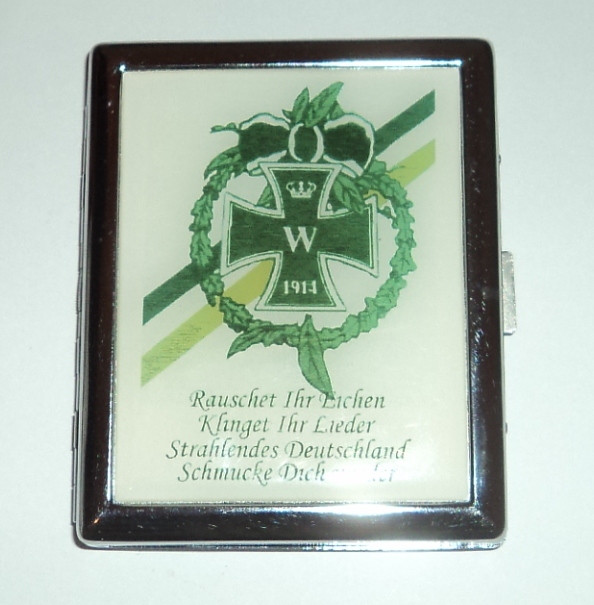 W
1914
Rauschet Ihr Eichen
Klinget Ihr Lieder
Strahlendes Deutschland
Schmucke Dich